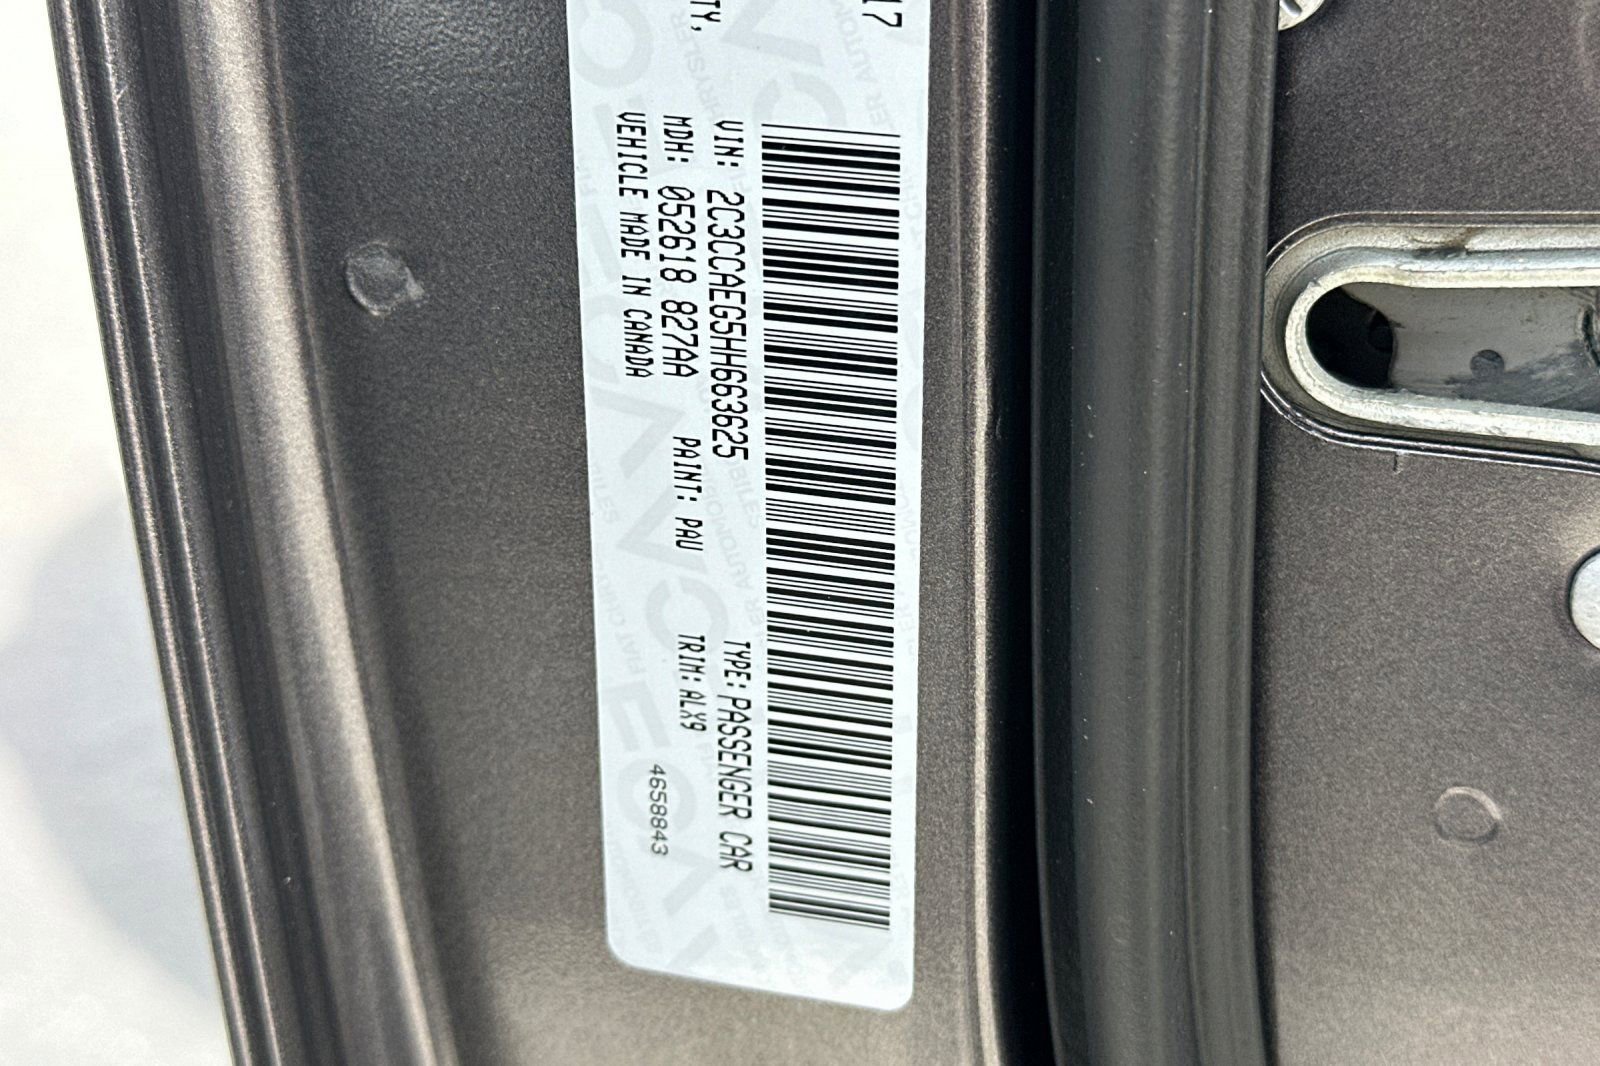 17
TY,
VIN: 2C3CCAEG5HH663625 TYPE: PASSENGER CAR
MDH: 052618 827AA PAINT: PAU TRIM: ALX9
VEHICLE MADE IN CANADA 4658843